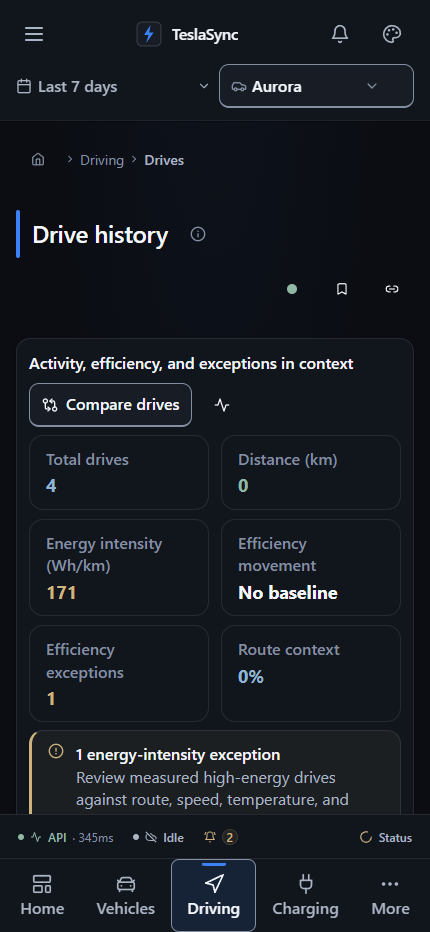 TeslaSync
Last 7 days
Aurora
Driving
Drives
Drive history
Activity, efficiency, and exceptions in context
Compare drives
Total drives
4
Distance (km)
0
Energy intensity
(Wh/km)
171
Efficiency
movement
No baseline
Efficiency
exceptions
1
Route context
0%
1 energy-intensity exception
Review measured high-energy drives
against route, speed, temperature, and
API · 345ms
Idle
2
Status
Home
Vehicles
Driving
Charging
More